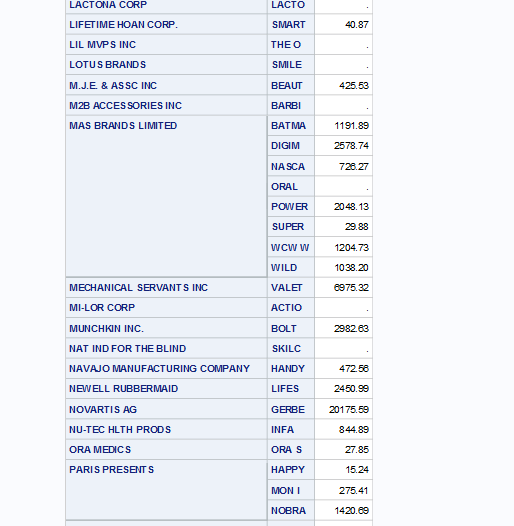 LACTONA CORP LACTO .
LIFETIME HOAN CORP. SMART 40.87
LIL MVPS INC THE O .
LOTUS BRANDS SMILE .
M.J.E. & ASSC INC BEAUT 425.53
M2B ACCESSORIES INC BARBI .
MAS BRANDS LIMITED BATMA 1191.89
DIGIM 2578.74
NASCA 726.27
ORAL .
POWER 2048.13
SUPER 29.88
WCW W 1204.73
WILD 1038.20
MECHANICAL SERVANTS INC VALET 6975.32
MI-LOR CORP ACTIO .
MUNCHKIN INC. BOLT 2982.63
NAT IND FOR THE BLIND SKILC .
NAVAJO MANUFACTURING COMPANY HANDY 472.56
NEWELL RUBBERMAID LIFES 2450.99
NOVARTIS AG GERBE 20175.59
NU-TEC HLTH PRODS INFA 844.89
ORA MEDICS ORA S 27.85
PARIS PRESENTS HAPPY 15.24
MON I 275.41
NOBRA 1420.69